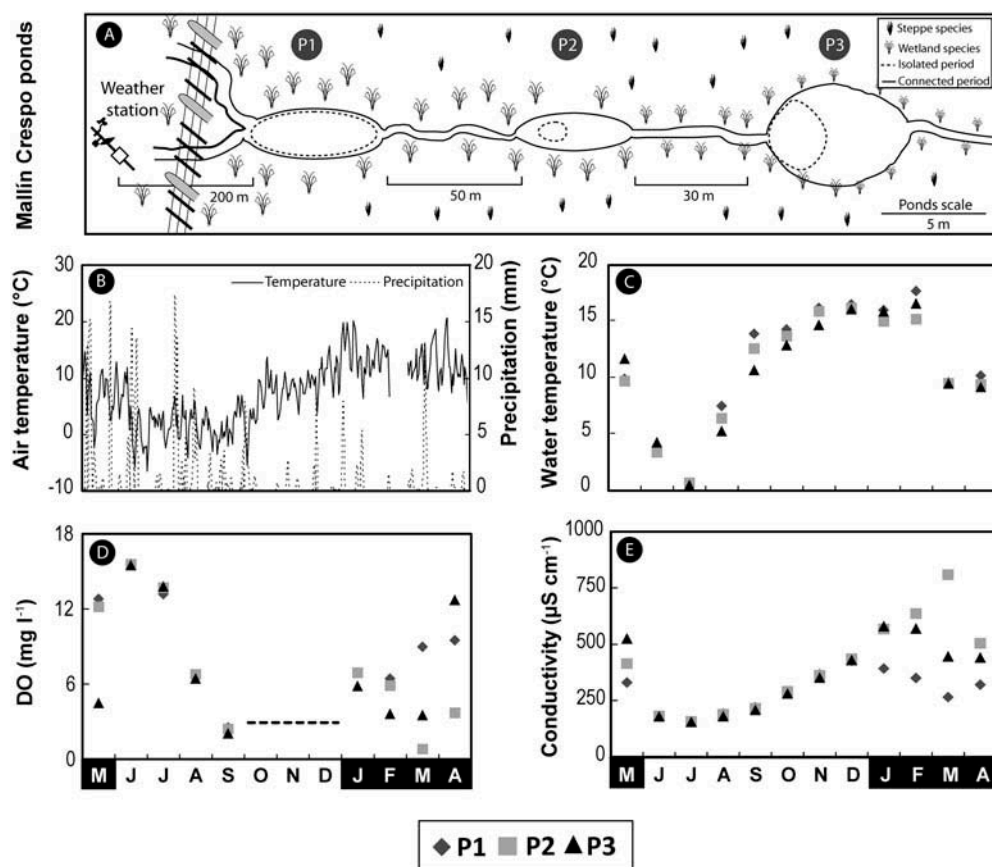 Mallín Crespo ponds
A
P1
P2
P3
Steppe species
Wetland species
Isolated period
Connected period
Weather
station
200 m
50 m
30 m
Ponds scale
5 m
B
Temperature
Precipitation
Air temperature (°C)
30
20
10
0
-10
Precipitation (mm)
20
15
10
5
0
C
Water temperature (°C)
20
15
10
5
0
D
DO (mg l⁻¹)
18
12
6
0
M J J A S O N D J F M A
E
Conductivity (µS cm⁻¹)
1000
750
500
250
0
M J J A S O N D J F M A
P1 P2 P3